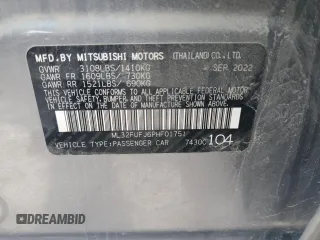 MFD.BY MITSUBISHI MOTORS (THAILAND) CO., LTD.
GVWR 3108LBS/1410KG SEP.2022
GAWR FR 1609LBS/730KG
GAWR RR 1521LBS/690KG
THIS VEHICLE CONFORMS TO ALL APPLICABLE FEDERAL MOTOR VEHICLE
SAFETY, BUMPER AND THEFT PREVENTION STANDARDS IN EFFECT ON
THE DATE OF MANUFACTURE SHOWN ABOVE.
ML32FUFJ6PHF01751
VEHICLE TYPE:PASSENGER CAR 7430C 104
© AUTOBIDMD
AUTOBIDMD